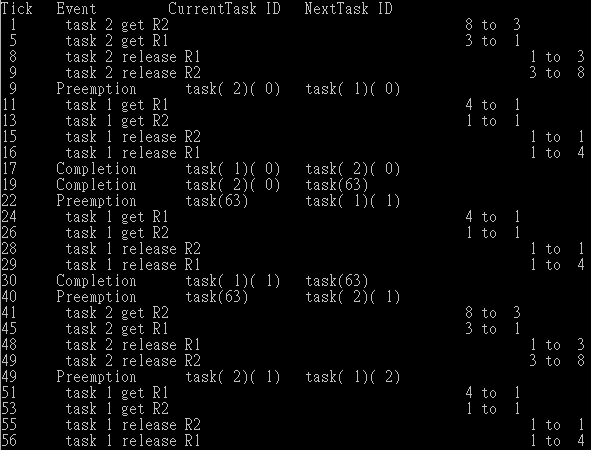 Tick Event CurrentTask ID NextTask ID
1 task 2 get R2 8 to 3
5 task 2 get R1 3 to 1
8 task 2 release R1 1 to 3
9 task 2 release R2 3 to 8
9 Preemption task( 2)( 0) task( 1)( 0)
11 task 1 get R1 4 to 1
13 task 1 get R2 1 to 1
15 task 1 release R2 1 to 1
16 task 1 release R1 1 to 4
17 Completion task( 1)( 0) task( 2)( 0)
19 Completion task( 2)( 0) task(63)
22 Preemption task(63) task( 1)( 1)
24 task 1 get R1 4 to 1
26 task 1 get R2 1 to 1
28 task 1 release R2 1 to 1
29 task 1 release R1 1 to 4
30 Completion task( 1)( 1) task(63)
40 Preemption task(63) task( 2)( 1)
41 task 2 get R2 8 to 3
45 task 2 get R1 3 to 1
48 task 2 release R1 1 to 3
49 task 2 release R2 3 to 8
49 Preemption task( 2)( 1) task( 1)( 2)
51 task 1 get R1 4 to 1
53 task 1 get R2 1 to 1
55 task 1 release R2 1 to 1
56 task 1 release R1 1 to 4